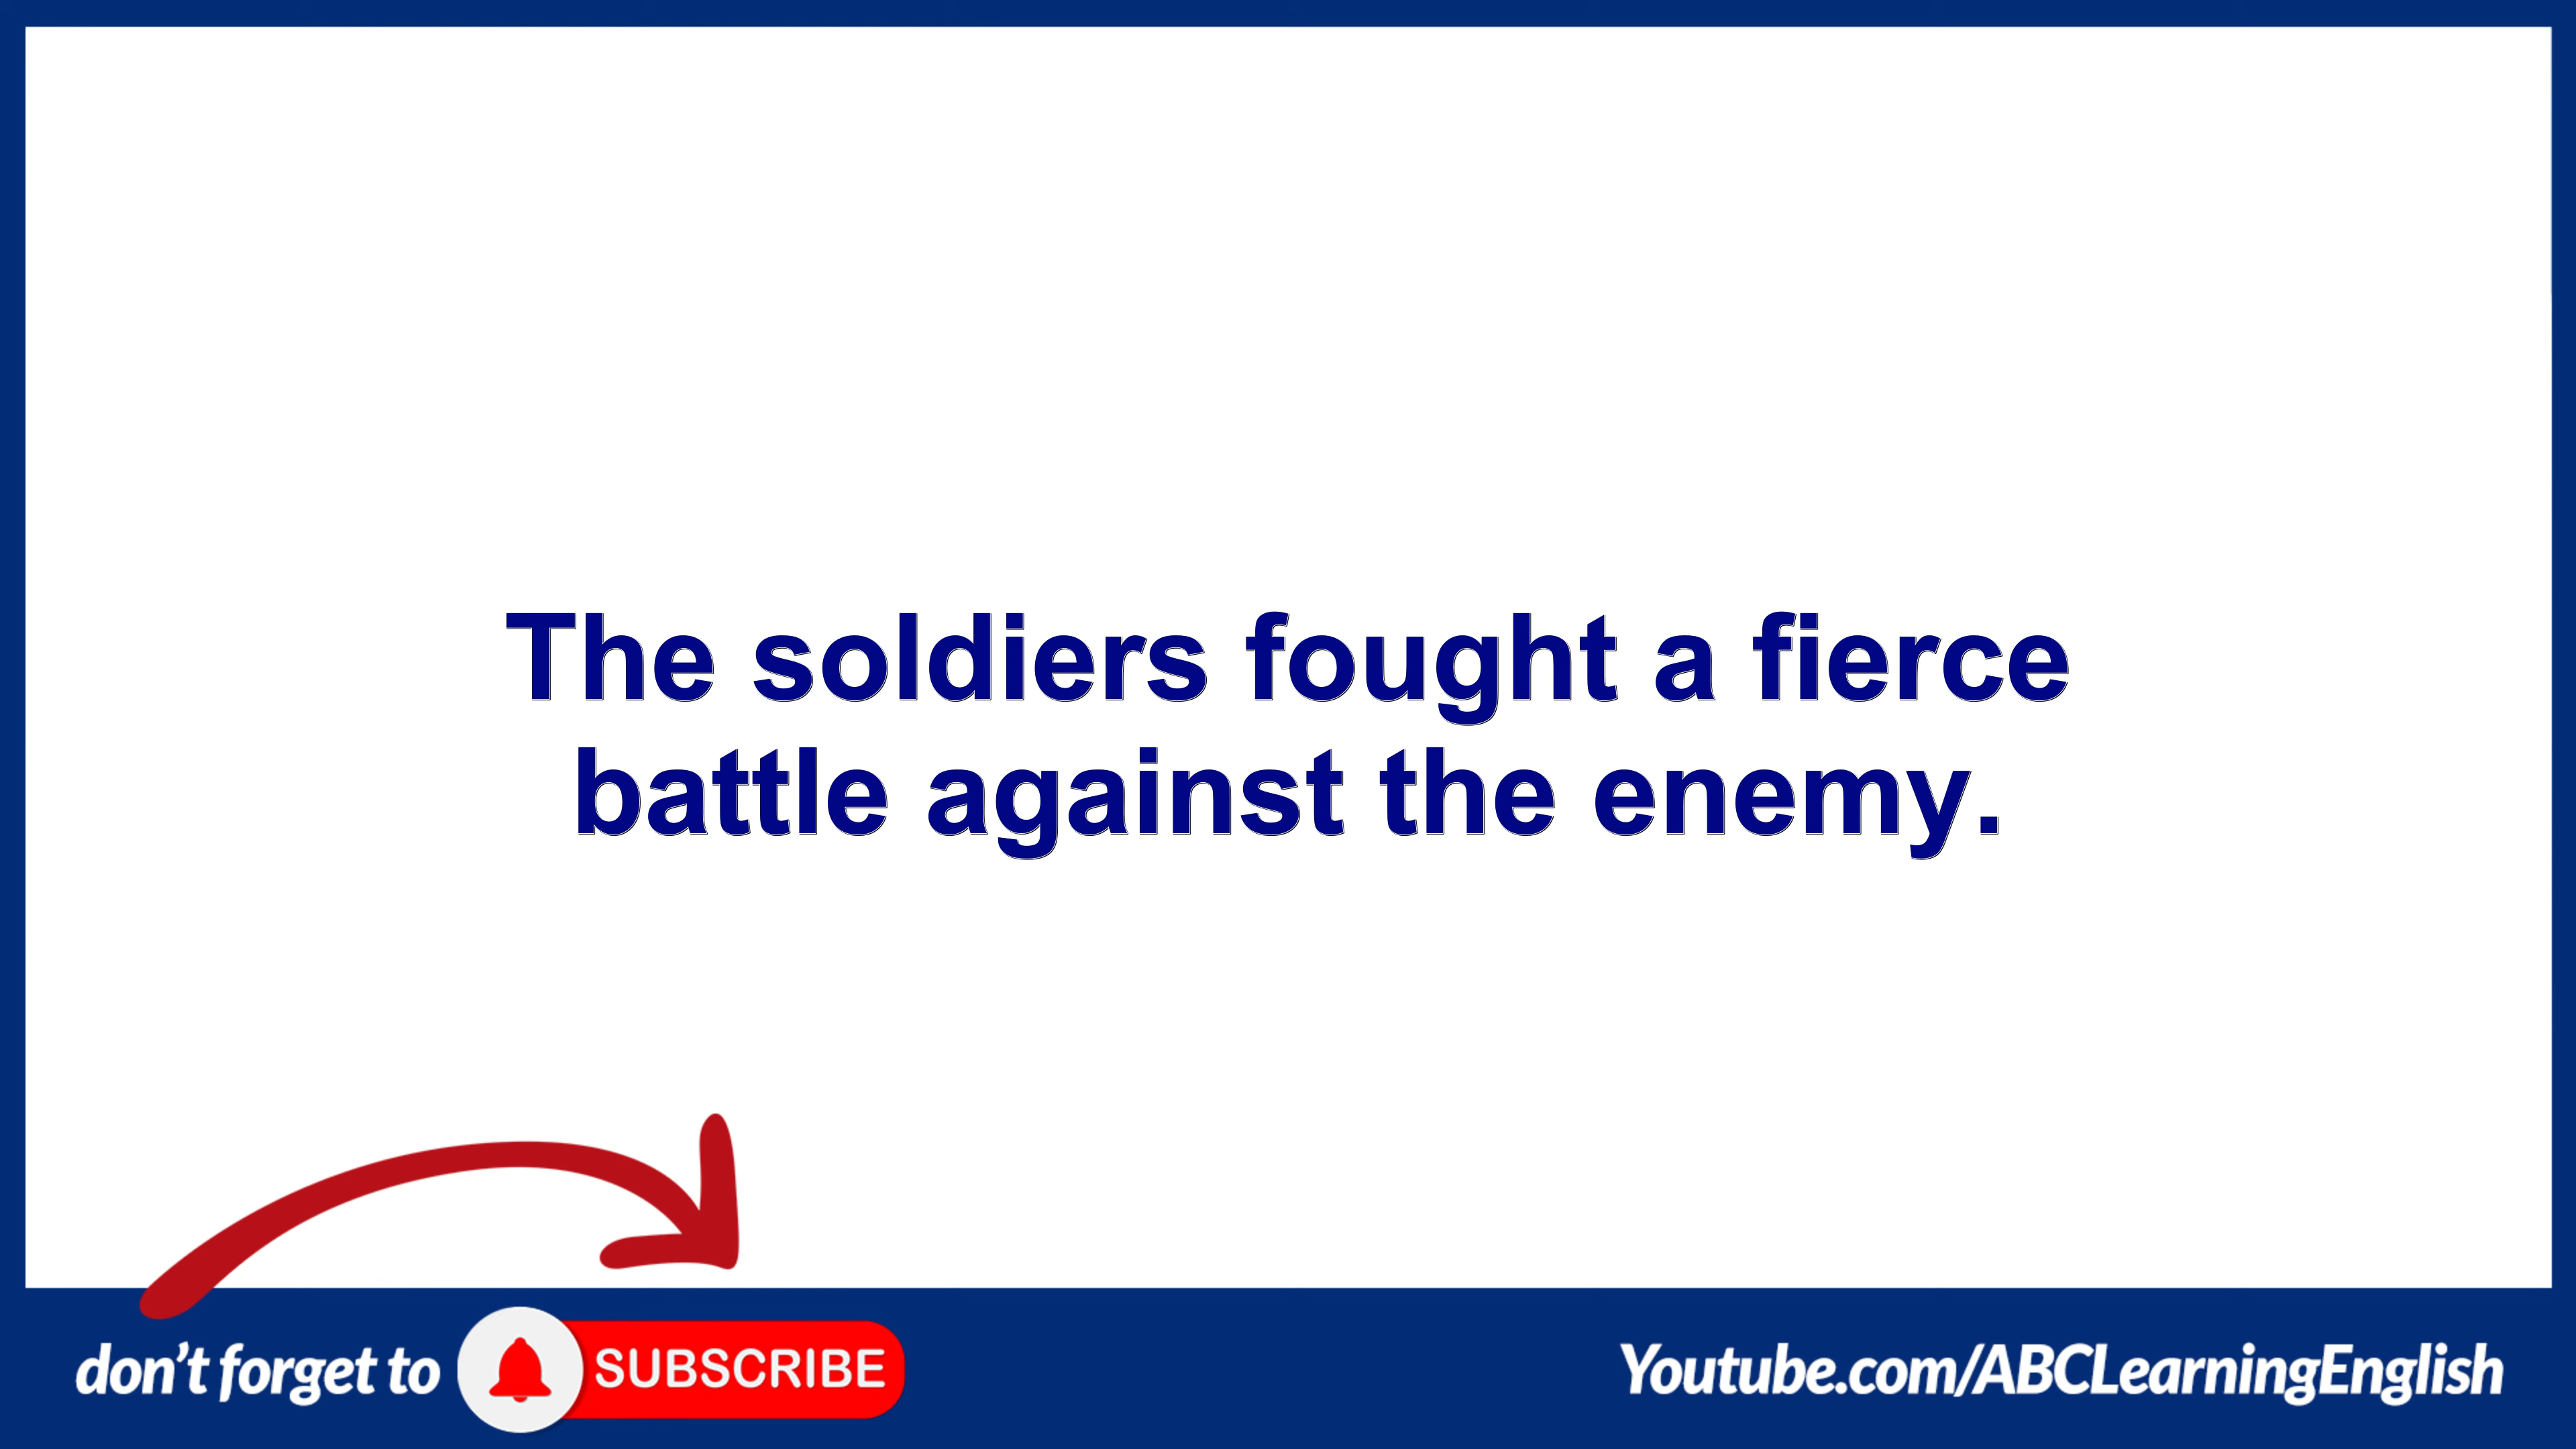 The soldiers fought a fierce
battle against the enemy.
don't forget to SUBSCRIBE
Youtube.com/ABCLearningEnglish